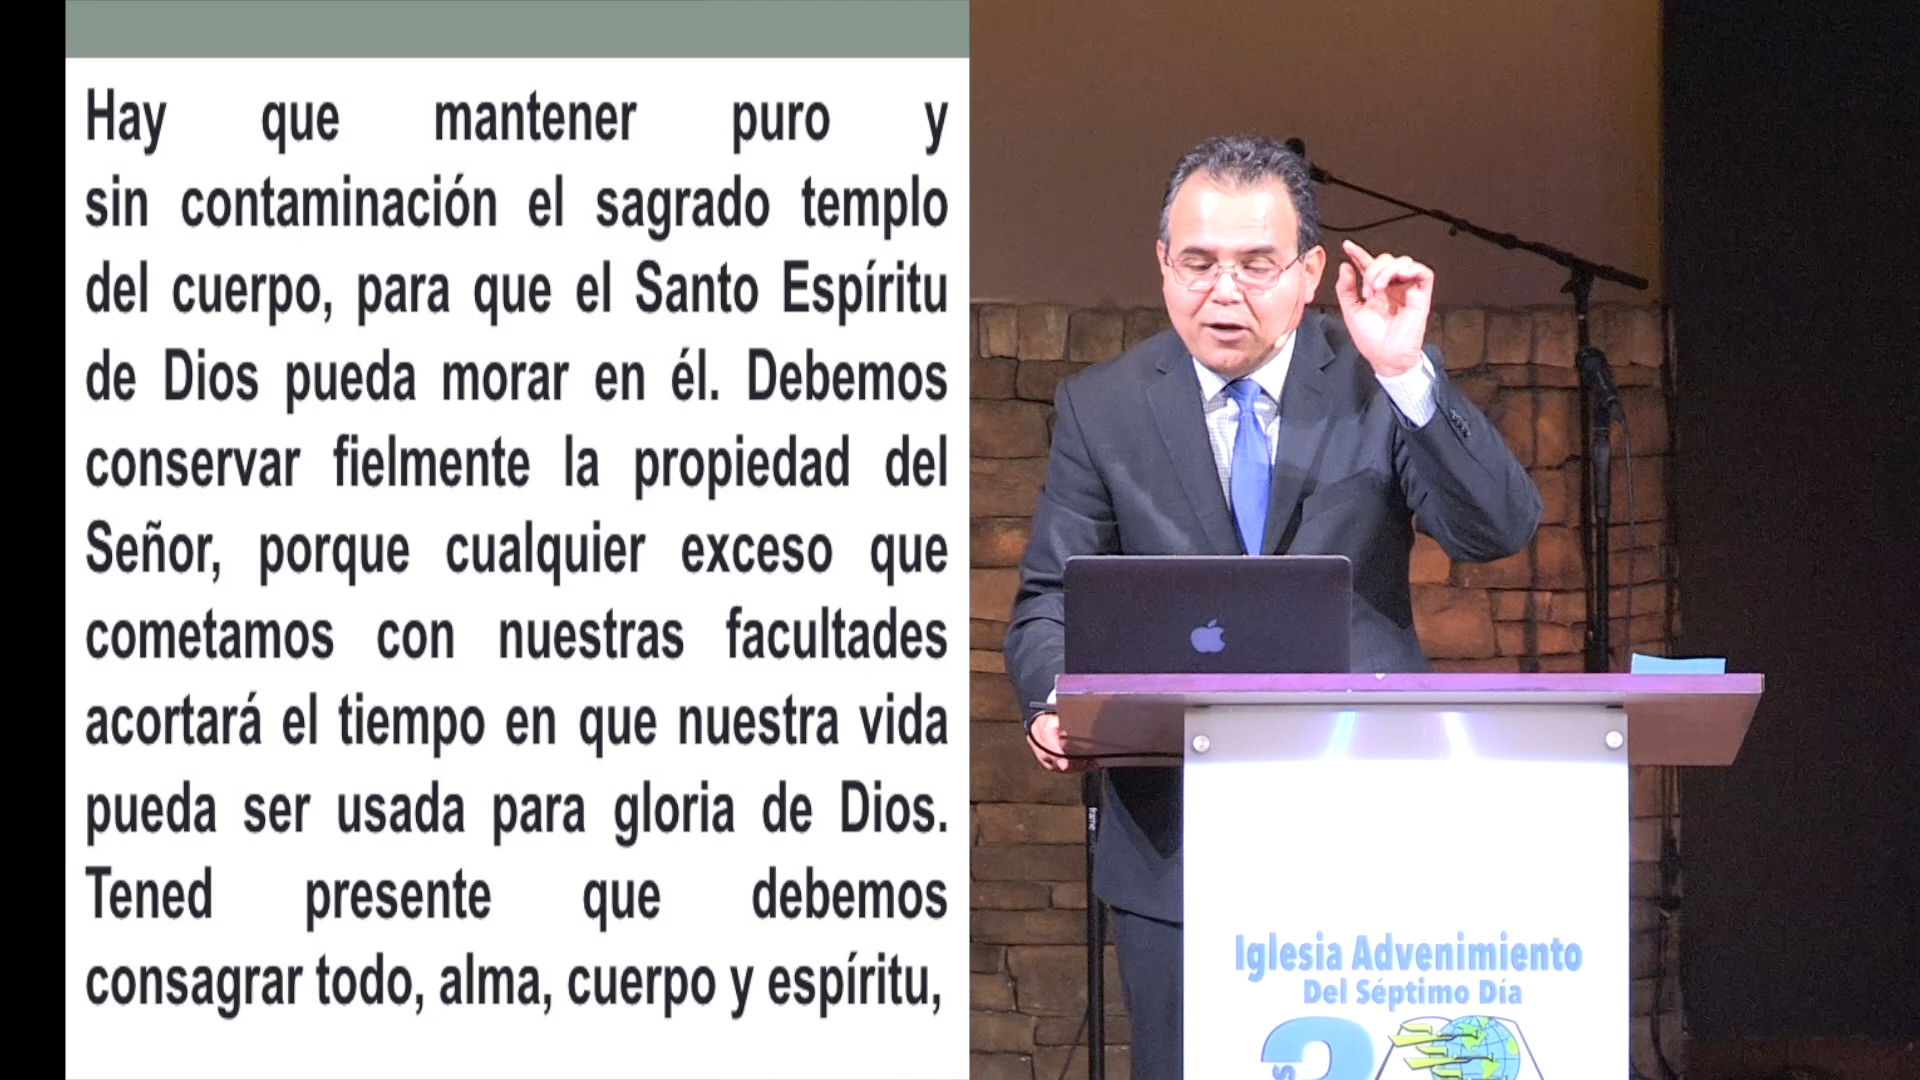 Hay que mantener puro y
sin contaminación el sagrado templo
del cuerpo, para que el Santo Espíritu
de Dios pueda morar en él. Debemos
conservar fielmente la propiedad del
Señor, porque cualquier exceso que
cometamos con nuestras facultades
acortará el tiempo en que nuestra vida
pueda ser usada para gloria de Dios.
Tened presente que debemos
consagrar todo, alma, cuerpo y espíritu,
Iglesia Advenimiento
Del Séptimo Día